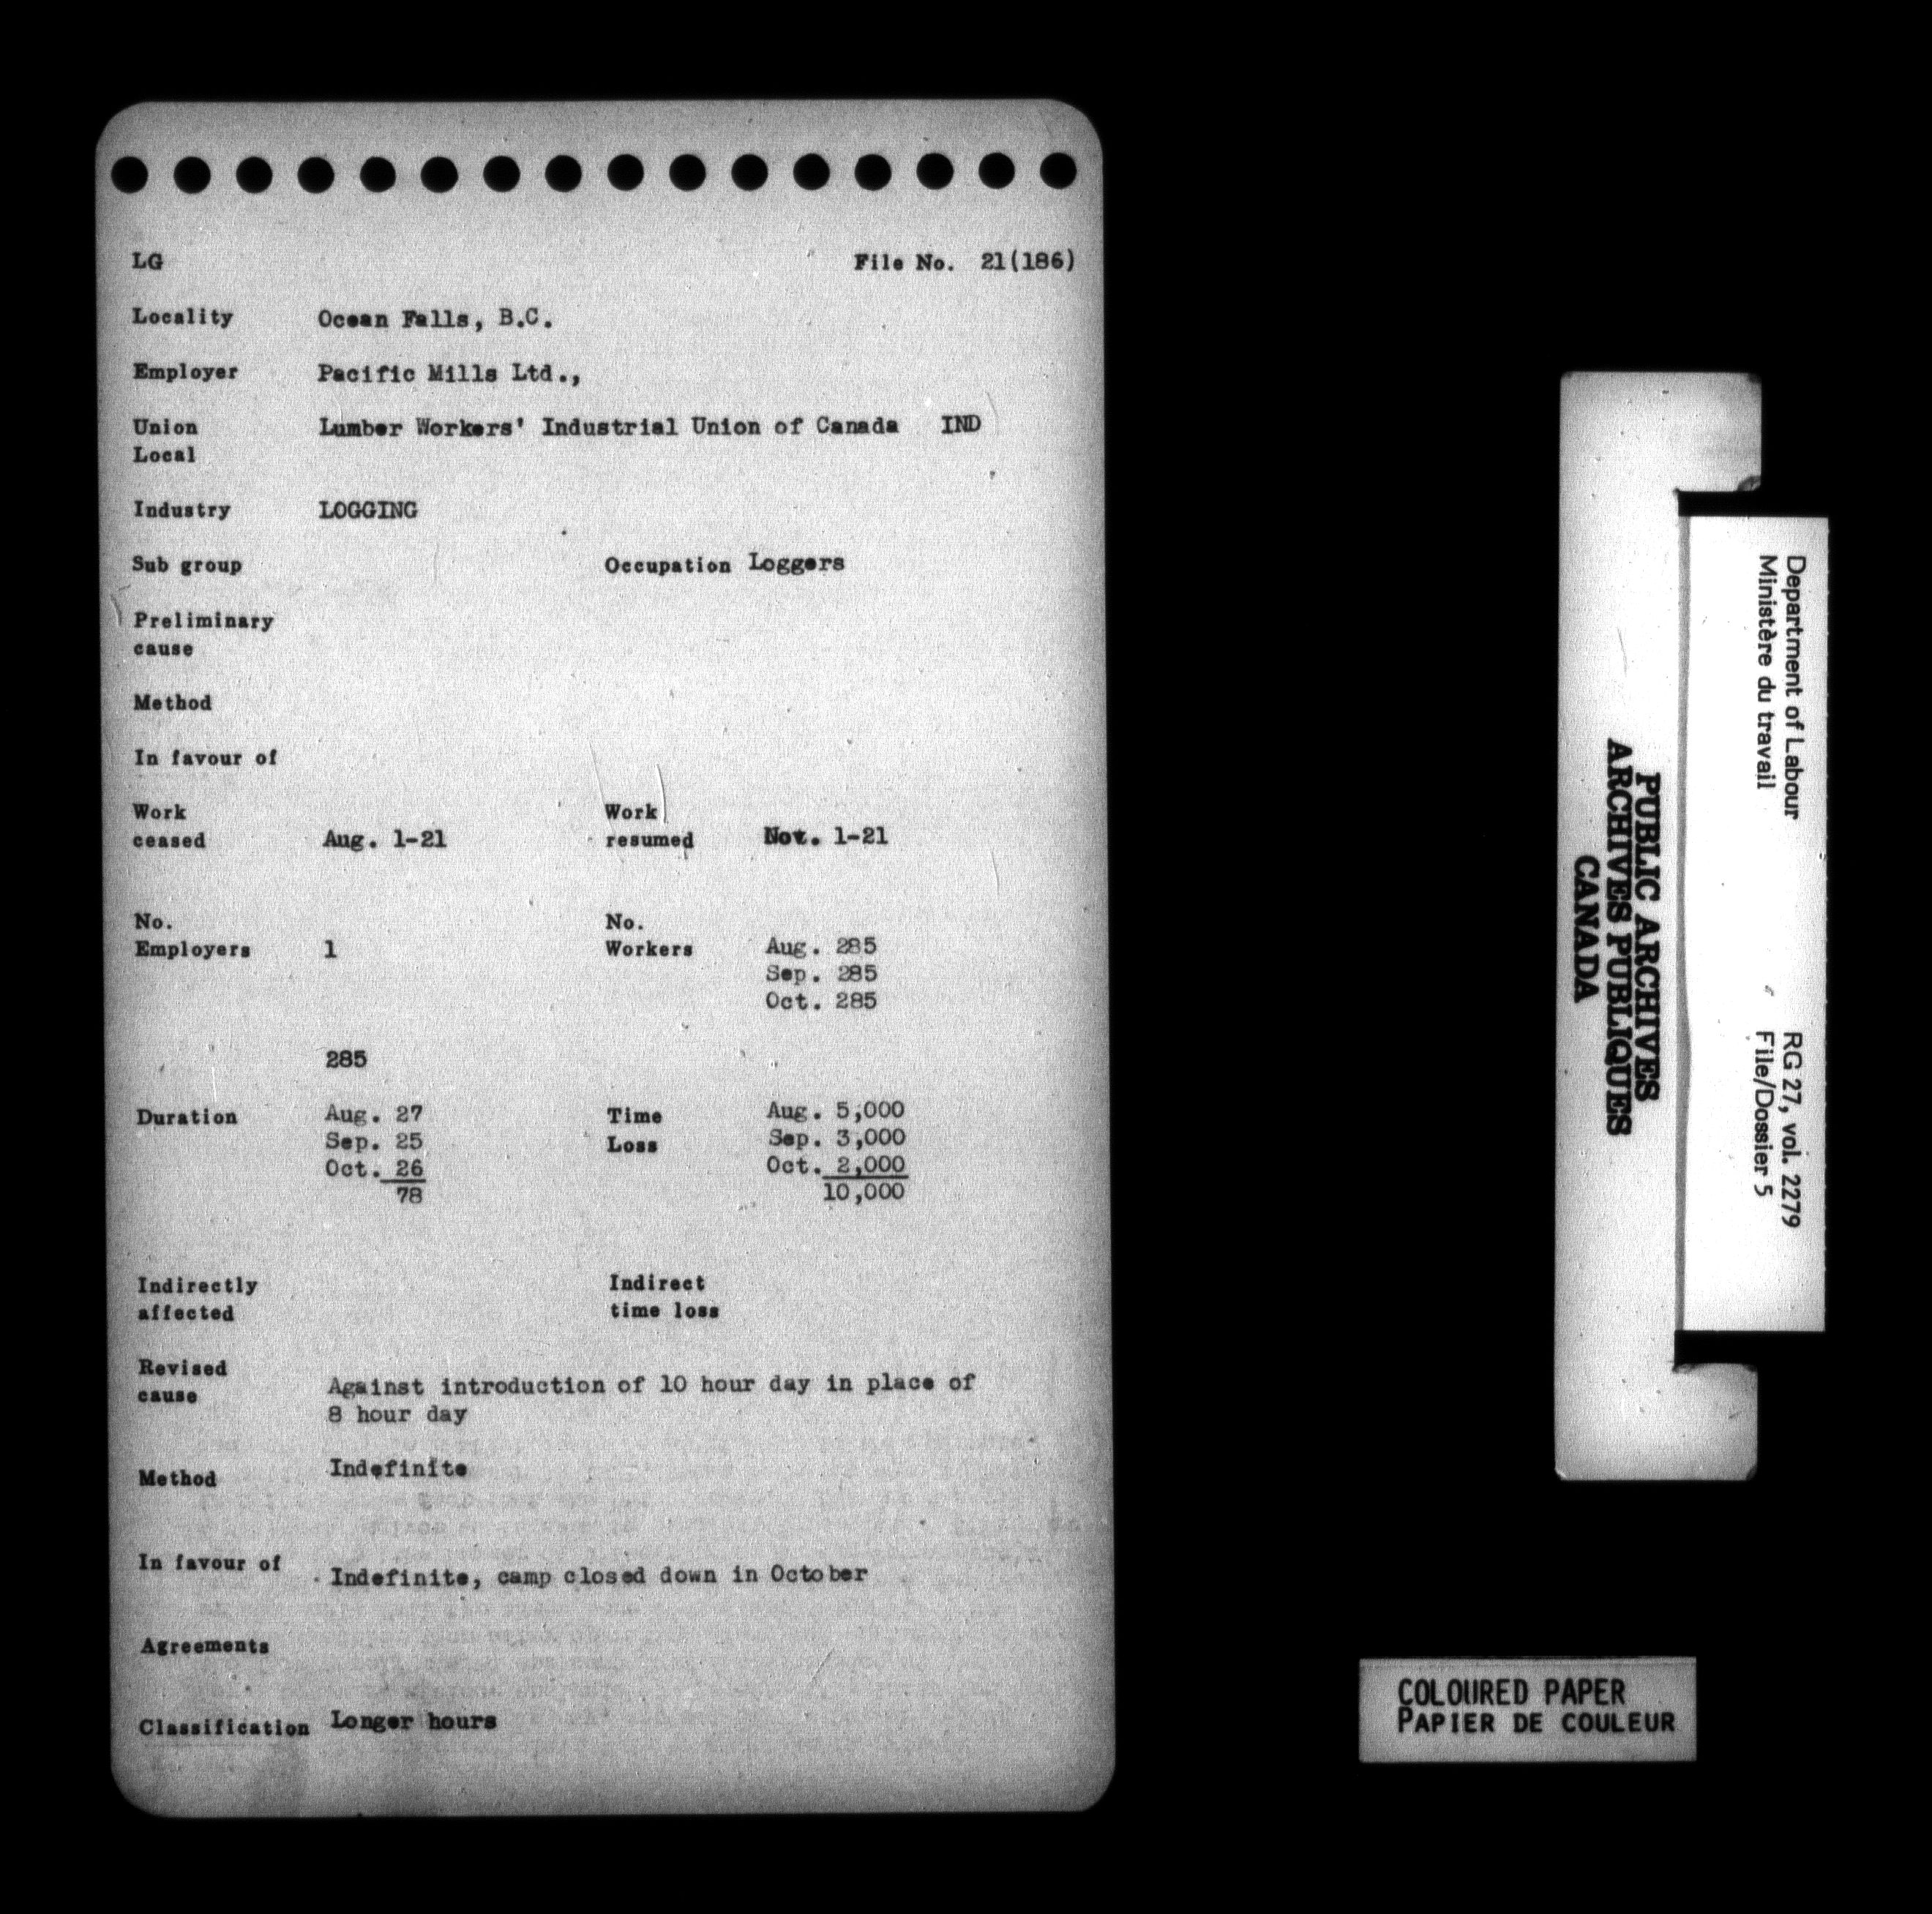 LG File No. 21(186)
Locality Ocean Falls, B.C.
Employer Pacific Mills Ltd.,
Union Lumber Workers' Industrial Union of Canada IND
Local
Industry LOGGING
Sub group Occupation Loggers
Preliminary
cause
Method
In favour of
Work Work
ceased Aug. 1-21 resumed Nov. 1-21
No. No.
Employers 1 Workers Aug. 285
Sep. 285
Oct. 285
285
Duration Aug. 27 Time Aug. 5,000
Sep. 25 Loss Sep. 3,000
Oct. 26 Oct. 2,000
78 10,000
Indirectly Indirect
affected time loss
Revised
cause Against introduction of 10 hour day in place of
8 hour day
Method Indefinite
In favour of Indefinite, camp closed down in October
Agreements
Classification Longer hours
Department of Labour RG 27, vol. 2279
Ministère du travail File/Dossier 5
PUBLIC ARCHIVES
ARCHIVES PUBLIQUES
CANADA
COLOURED PAPER
PAPIER DE COULEUR